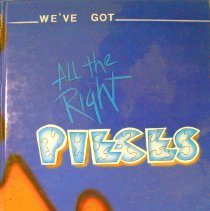 WE'VE GOT
All the
Right
PIECES